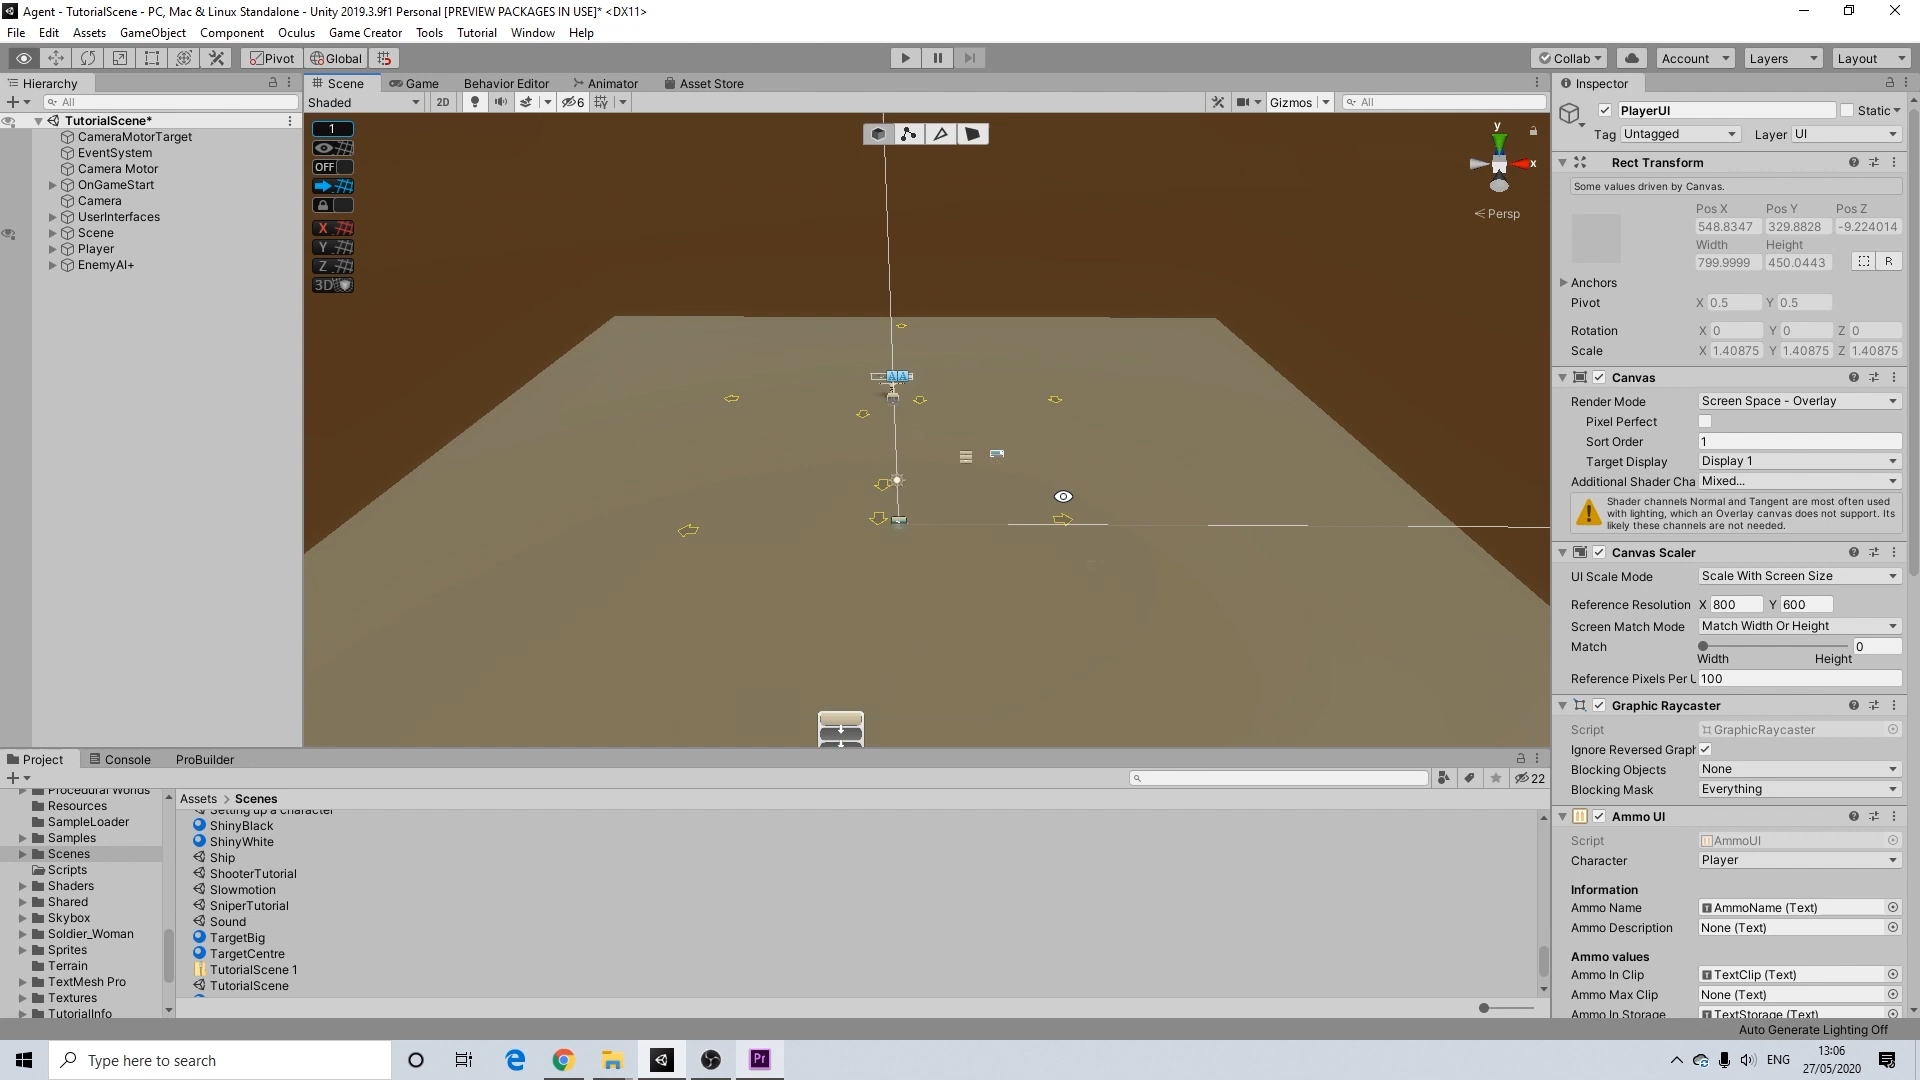 Agent - TutorialScene - PC, Mac & Linux Standalone - Unity 2019.3.9f1 Personal [PREVIEW PACKAGES IN USE]* <DX11>
File Edit Assets GameObject Component Oculus Game Creator Tools Tutorial Window Help
Pivot Global Collab Account Layers Layout
Hierarchy
All
TutorialScene*
CameraMotorTarget
EventSystem
Camera Motor
OnGameStart
Camera
UserInterfaces
Scene
Player
EnemyAI+
Scene Game Behavior Editor Animator Asset Store
Shaded 2D 6 Gizmos All
1
OFF
X
Y
Z
3D
y
x
Persp
Inspector
PlayerUI Static
Tag Untagged Layer UI
Rect Transform
Some values driven by Canvas.
Pos X Pos Y Pos Z
548.8347 329.8828 -9.224014
Width Height
799.9999 450.0443 R
Anchors
Pivot X 0.5 Y 0.5
Rotation X 0 Y 0 Z 0
Scale X 1.40875 Y 1.40875 Z 1.40875
Canvas
Render Mode Screen Space - Overlay
Pixel Perfect
Sort Order 1
Target Display Display 1
Additional Shader Cha Mixed...
Shader channels Normal and Tangent are most often used
with lighting, which an Overlay canvas does not support. Its
likely these channels are not needed.
Canvas Scaler
UI Scale Mode Scale With Screen Size
Reference Resolution X 800 Y 600
Screen Match Mode Match Width Or Height
Match 0
Width Height
Reference Pixels Per U 100
Graphic Raycaster
Script GraphicRaycaster
Ignore Reversed Graph
Blocking Objects None
Blocking Mask Everything
Ammo UI
Script AmmoUI
Character Player
Information
Ammo Name AmmoName (Text)
Ammo Description None (Text)
Ammo values
Ammo In Clip TextClip (Text)
Ammo Max Clip None (Text)
Ammo In Storage TextStorage (Text)
Project Console ProBuilder
22
Procedural Worlds
Resources
SampleLoader
Samples
Scenes
Scripts
Shaders
Shared
Skybox
Soldier_Woman
Sprites
Terrain
TextMesh Pro
Textures
TutorialInfo
Assets > Scenes
Setting up a character
ShinyBlack
ShinyWhite
Ship
ShooterTutorial
Slowmotion
SniperTutorial
Sound
TargetBig
TargetCentre
TutorialScene 1
TutorialScene
Auto Generate Lighting Off
Type here to search
Pr
ENG
13:06
27/05/2020